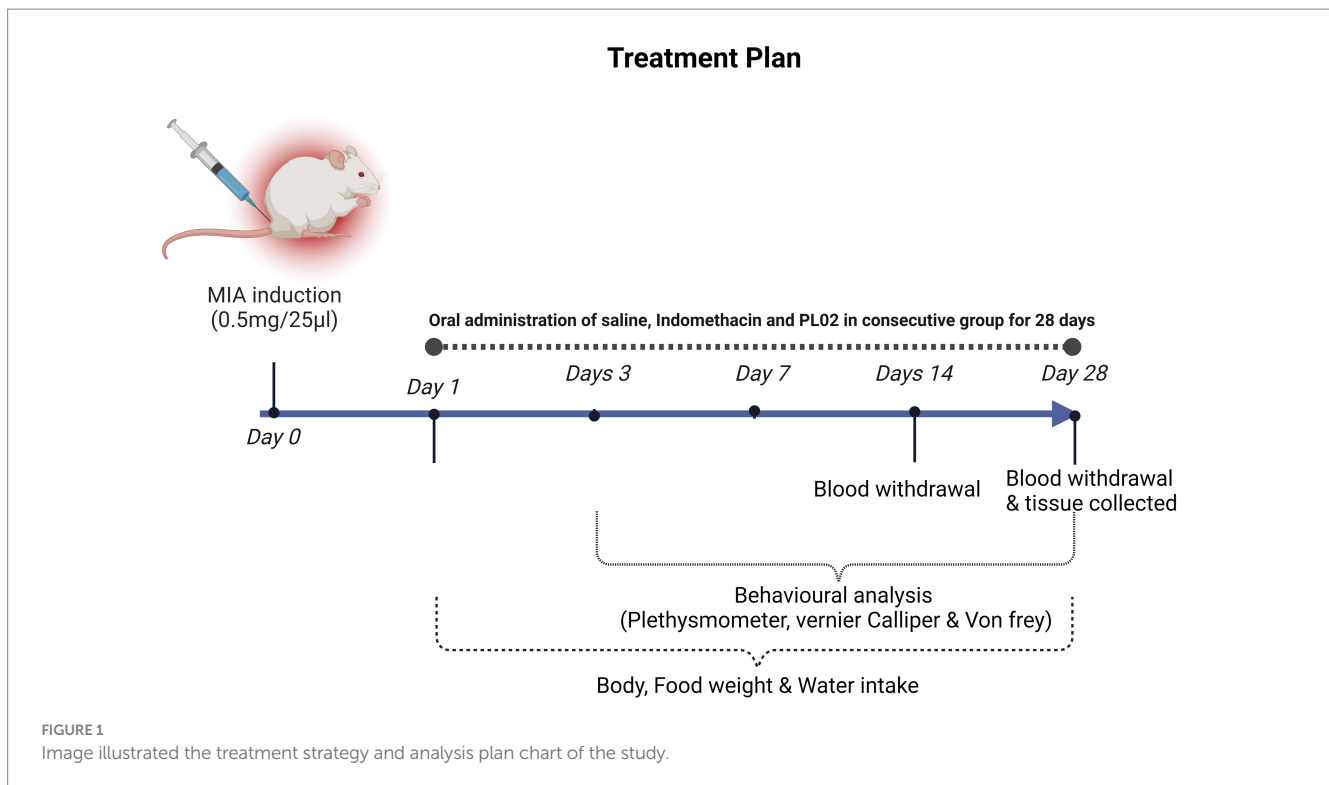 Treatment Plan
MIA induction
(0.5mg/25µl)
Oral administration of saline, Indomethacin and PL02 in consecutive group for 28 days
Day 0
Day 1
Days 3
Day 7
Days 14
Day 28
Blood withdrawal
Blood withdrawal
& tissue collected
Behavioural analysis
(Plethysmometer, vernier Calliper & Von frey)
Body, Food weight & Water intake
FIGURE 1
Image illustrated the treatment strategy and analysis plan chart of the study.